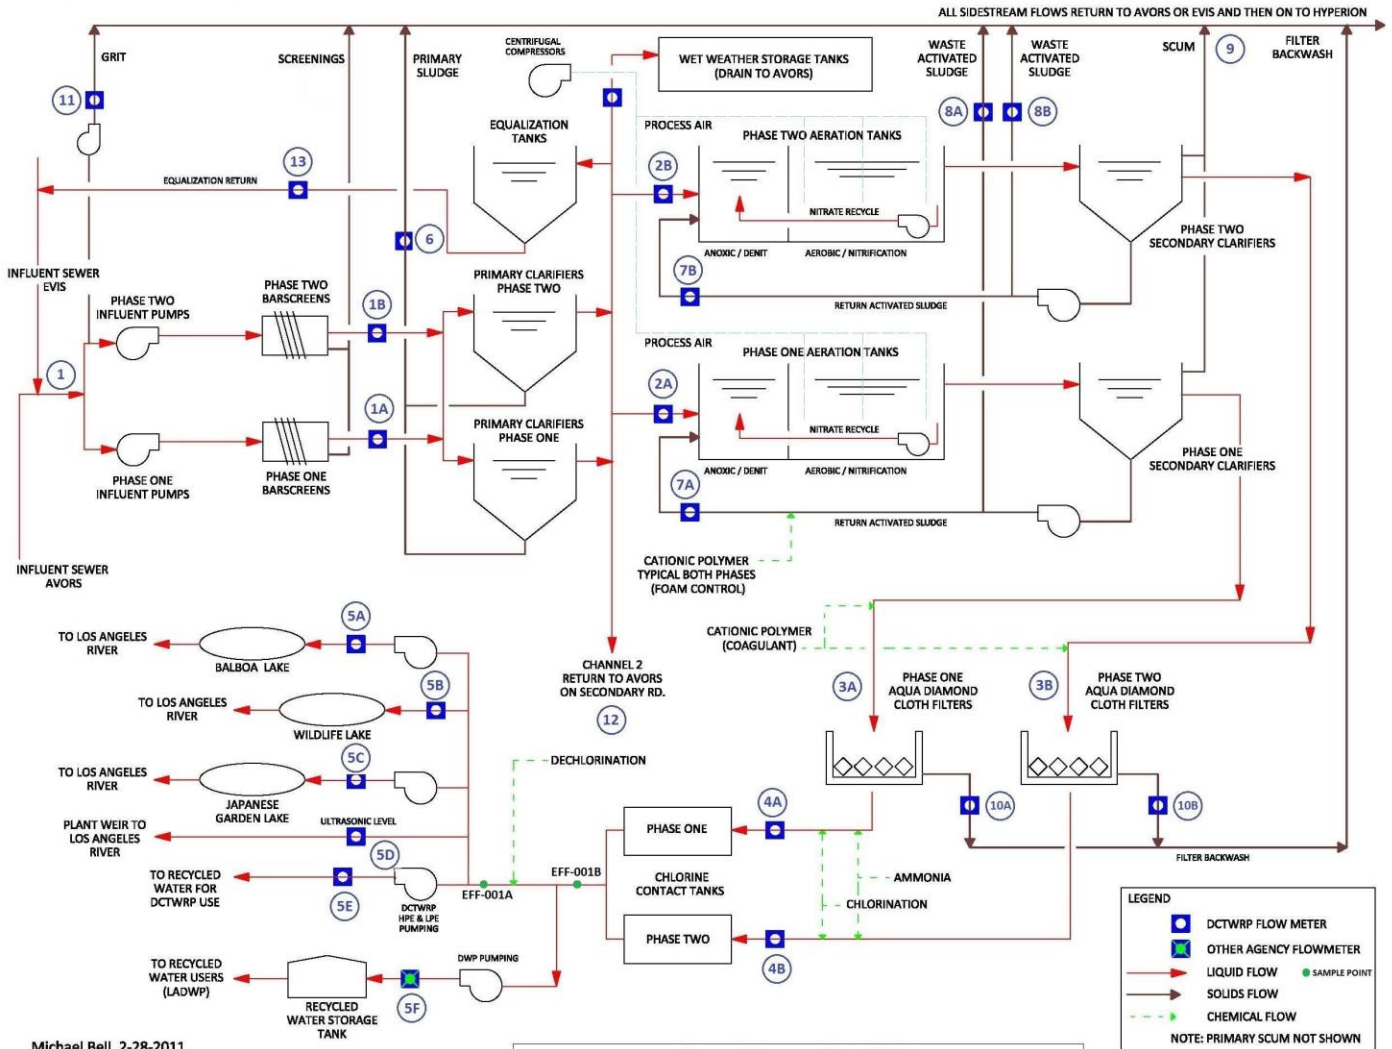 ALL SIDESTREAM FLOWS RETURN TO AVORS OR EVIS AND THEN ON TO HYPERION
GRIT
SCREENINGS
PRIMARY
SLUDGE
CENTRIFUGAL
COMPRESSORS
WET WEATHER STORAGE TANKS
(DRAIN TO AVORS)
WASTE
ACTIVATED
SLUDGE
WASTE
ACTIVATED
SLUDGE
SCUM
9
FILTER
BACKWASH
11
8A
8B
EQUALIZATION
TANKS
PROCESS AIR
PHASE TWO AERATION TANKS
13
EQUALIZATION RETURN
2B
NITRATE RECYCLE
6
ANOXIC / DENIT
AEROBIC / NITRIFICATION
PHASE TWO
SECONDARY CLARIFIERS
INFLUENT SEWER
EVIS
7B
RETURN ACTIVATED SLUDGE
PHASE TWO
INFLUENT PUMPS
PHASE TWO
BARSCREENS
1B
PRIMARY CLARIFIERS
PHASE TWO
PROCESS AIR
PHASE ONE AERATION TANKS
1
2A
1A
PRIMARY CLARIFIERS
PHASE ONE
NITRATE RECYCLE
ANOXIC / DENIT
AEROBIC / NITRIFICATION
PHASE ONE
SECONDARY CLARIFIERS
PHASE ONE
INFLUENT PUMPS
PHASE ONE
BARSCREENS
7A
RETURN ACTIVATED SLUDGE
INFLUENT SEWER
AVORS
CATIONIC POLYMER
TYPICAL BOTH PHASES
(FOAM CONTROL)
5A
TO LOS ANGELES
RIVER
BALBOA LAKE
CATIONIC POLYMER
(COAGULANT)
CHANNEL 2
RETURN TO AVORS
ON SECONDARY RD.
12
3A
PHASE ONE
AQUA DIAMOND
CLOTH FILTERS
3B
PHASE TWO
AQUA DIAMOND
CLOTH FILTERS
5B
TO LOS ANGELES
RIVER
WILDLIFE LAKE
5C
TO LOS ANGELES
RIVER
JAPANESE
GARDEN LAKE
DECHLORINATION
PLANT WEIR TO
LOS ANGELES
RIVER
ULTRASONIC LEVEL
4A
PHASE ONE
10A
10B
FILTER BACKWASH
5D
TO RECYCLED
WATER FOR
DCTWRP USE
5E
DCTWRP
HPE & LPE
PUMPING
EFF-001A
EFF-001B
CHLORINE
CONTACT TANKS
AMMONIA
CHLORINATION
PHASE TWO
4B
DWP PUMPING
TO RECYCLED
WATER USERS
(LADWP)
5F
RECYCLED
WATER STORAGE
TANK
LEGEND
DCTWRP FLOW METER
OTHER AGENCY FLOWMETER
LIQUID FLOW
SAMPLE POINT
SOLIDS FLOW
CHEMICAL FLOW
NOTE: PRIMARY SCUM NOT SHOWN
Michael Bell 2-28-2011